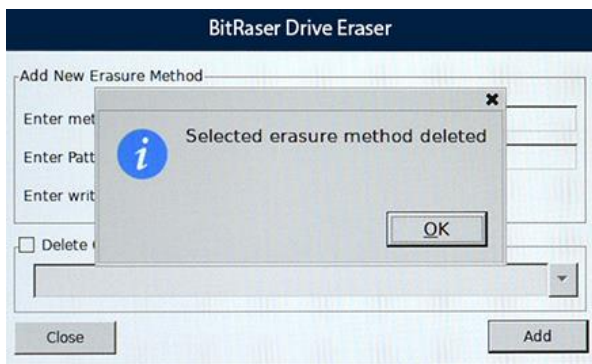 BitRaser Drive Eraser
Add New Erasure Method
Enter met
Selected erasure method deleted
Enter Patt
Enter writ
OK
Delete
Close
Add